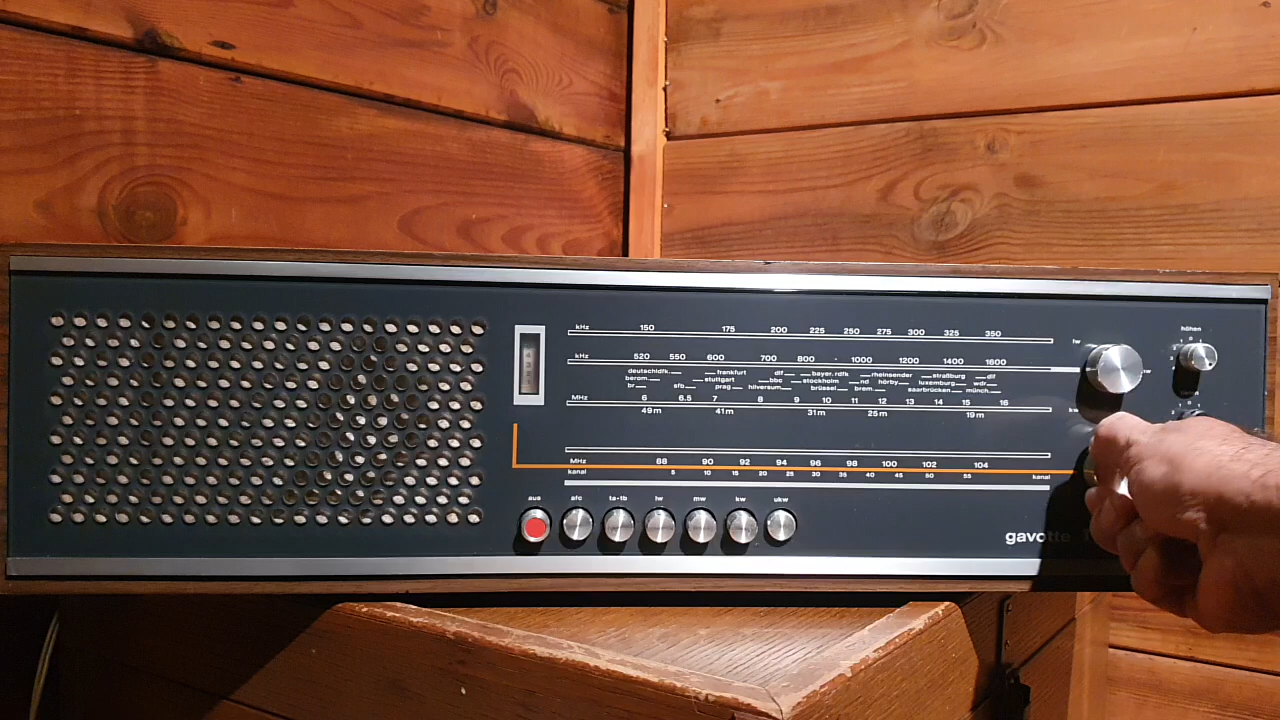 kHz 150 175 200 225 250 275 300 325 350 lw
kHz 520 550 600 700 800 · 1000 1200 1400 1600 mw
deutschldfk. frankfurt dlf bayer.rdfk rheinsender straßburg dlf
berom. stuttgart bbc stockholm nd hörby luxemburg wdr
br sfb prag hilversum brüssel brem. saarbrücken münch.
MHz 6 6.5 7 8 9 10 11 12 13 14 15 16 kw
49m 41m 31m 25m 19m
höhen
MHz 88 90 92 94 96 98 100 102 104
kanal 5 10 15 20 25 30 35 40 45 50 55 kanal
aus afc ta-tb lw mw kw ukw
gavotte